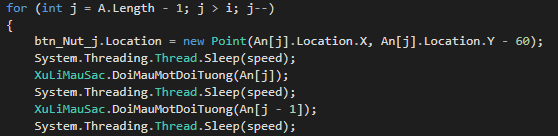 for (int j = A.Length - 1; j > i; j--)
{
btn_Nut_j.Location = new Point(An[j].Location.X, An[j].Location.Y - 60);
System.Threading.Thread.Sleep(speed);
XuLiMauSac.DoiMauMotDoiTuong(An[j]);
System.Threading.Thread.Sleep(speed);
XuLiMauSac.DoiMauMotDoiTuong(An[j - 1]);
System.Threading.Thread.Sleep(speed);